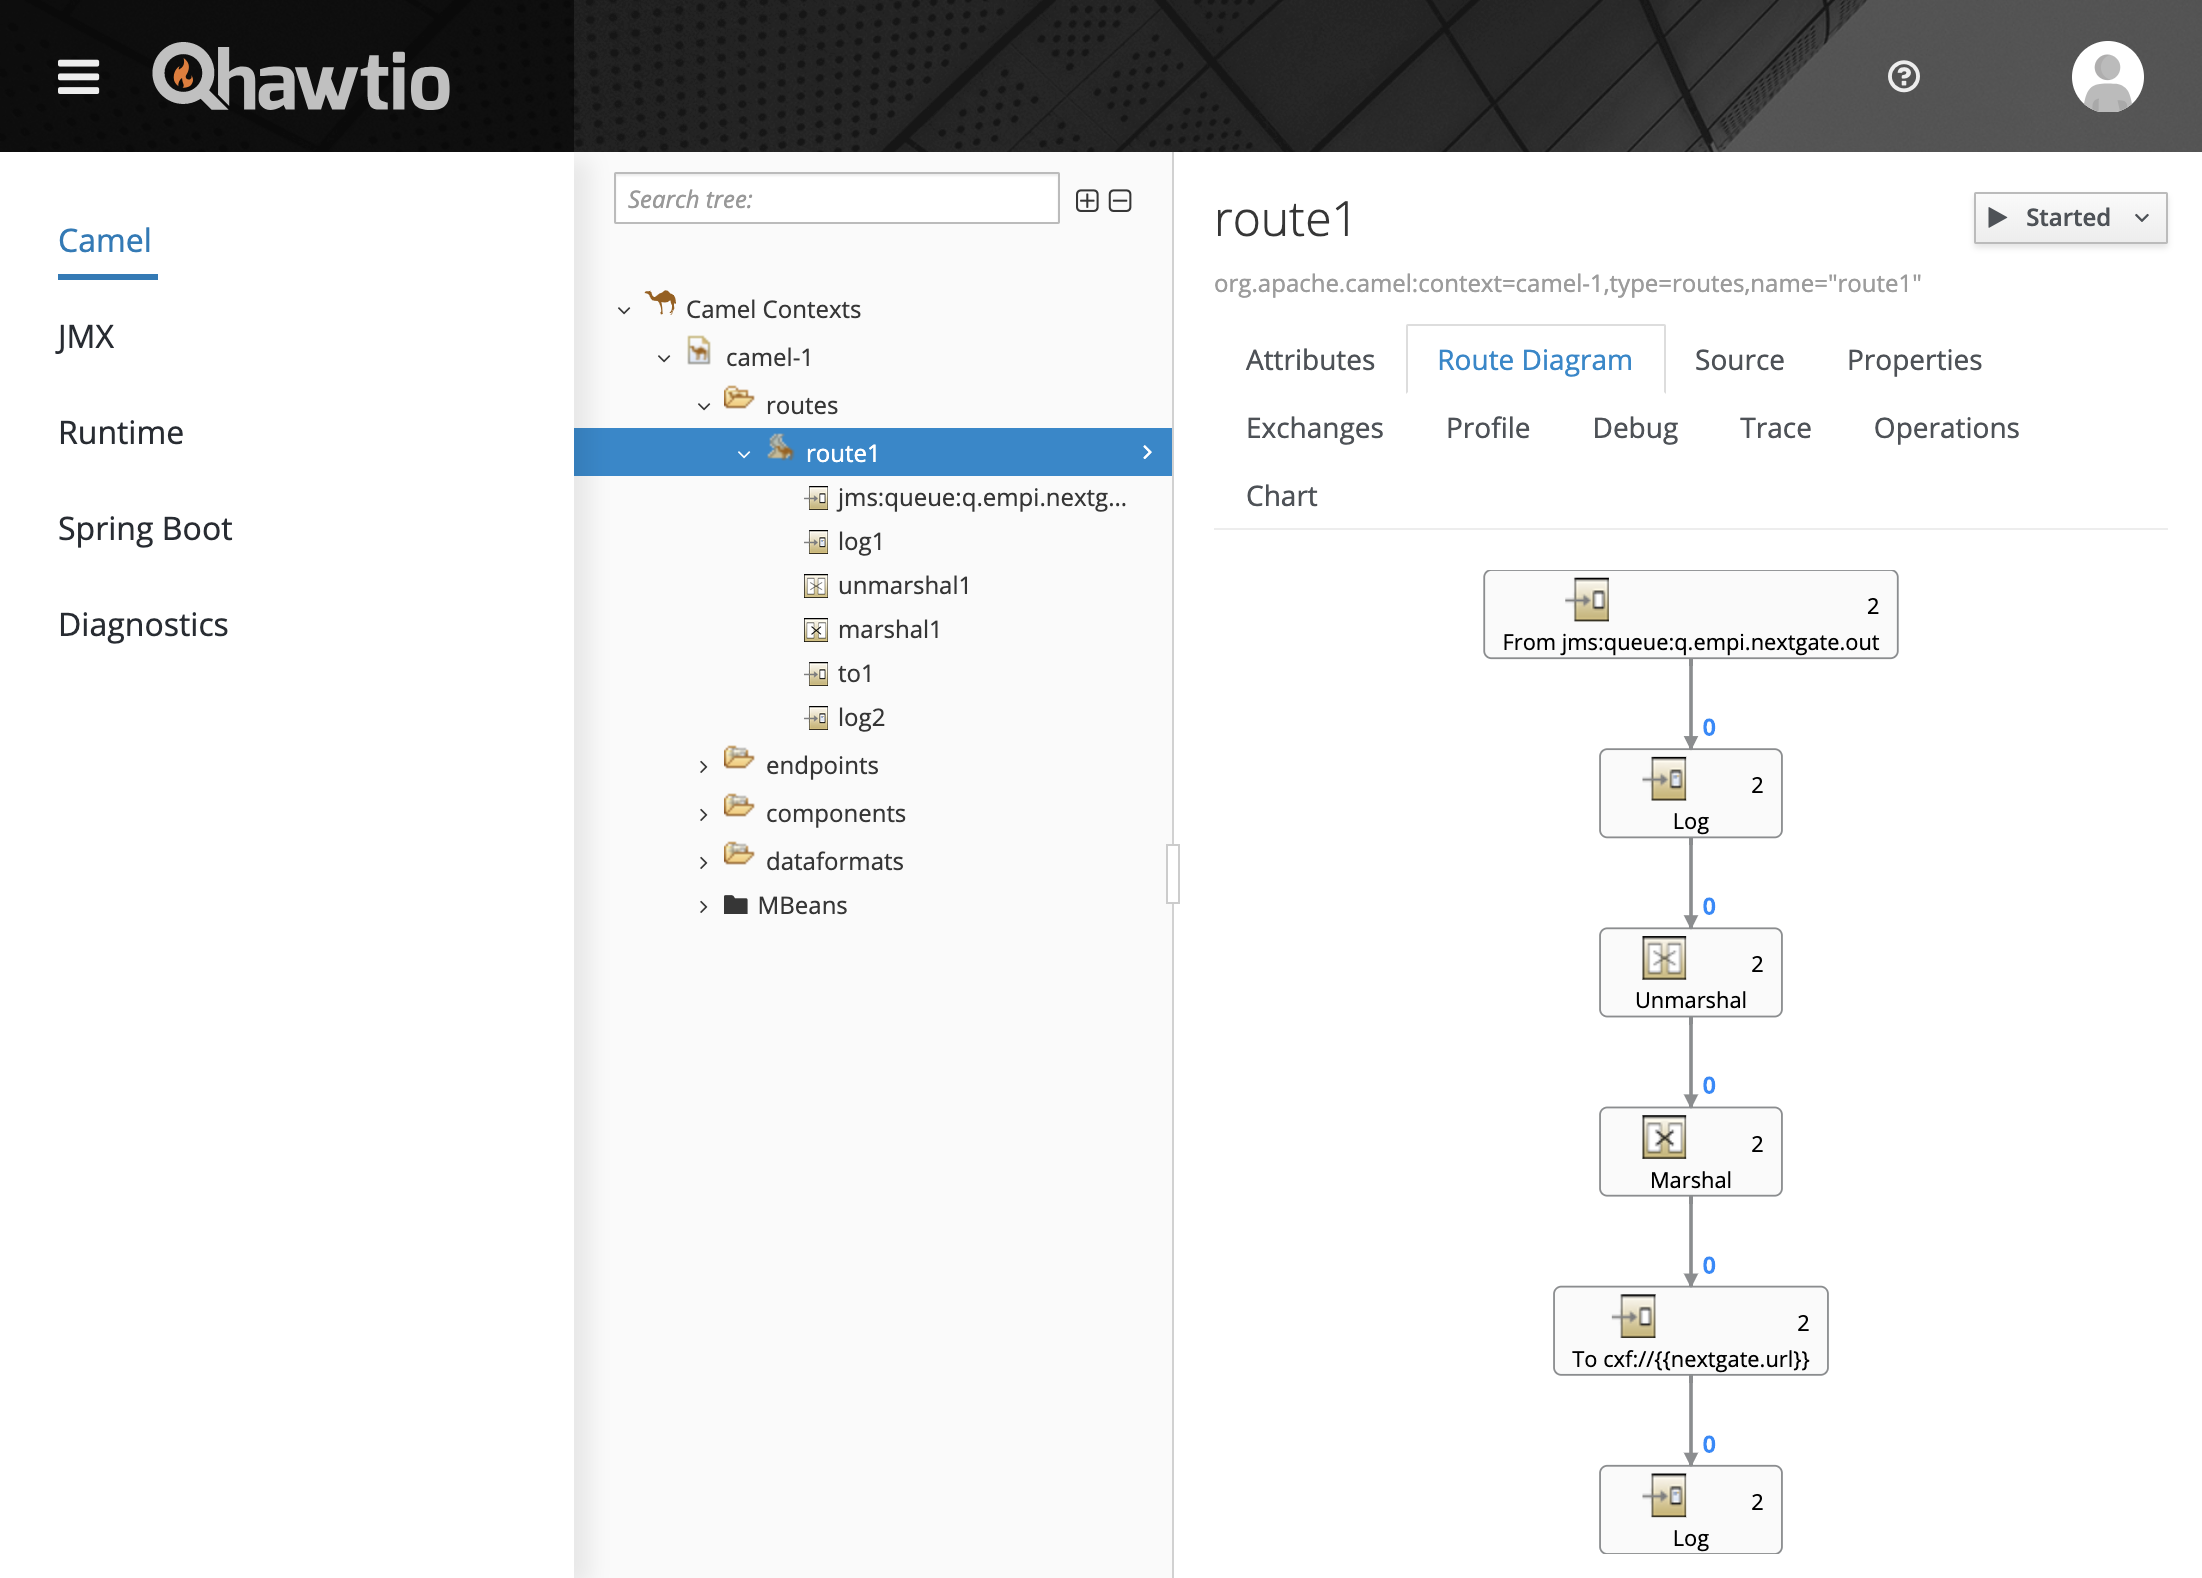 hawtio
Camel
JMX
Runtime
Spring Boot
Diagnostics
Search tree:
Camel Contexts
camel-1
routes
route1
jms:queue:q.empi.nextg...
log1
unmarshal1
marshal1
to1
log2
endpoints
components
dataformats
MBeans
route1
Started
org.apache.camel:context=camel-1,type=routes,name="route1"
Attributes Route Diagram Source Properties
Exchanges Profile Debug Trace Operations
Chart
2
From jms:queue:q.empi.nextgate.out
0
2
Log
0
2
Unmarshal
0
2
Marshal
0
2
To cxf://{{nextgate.url}}
0
2
Log